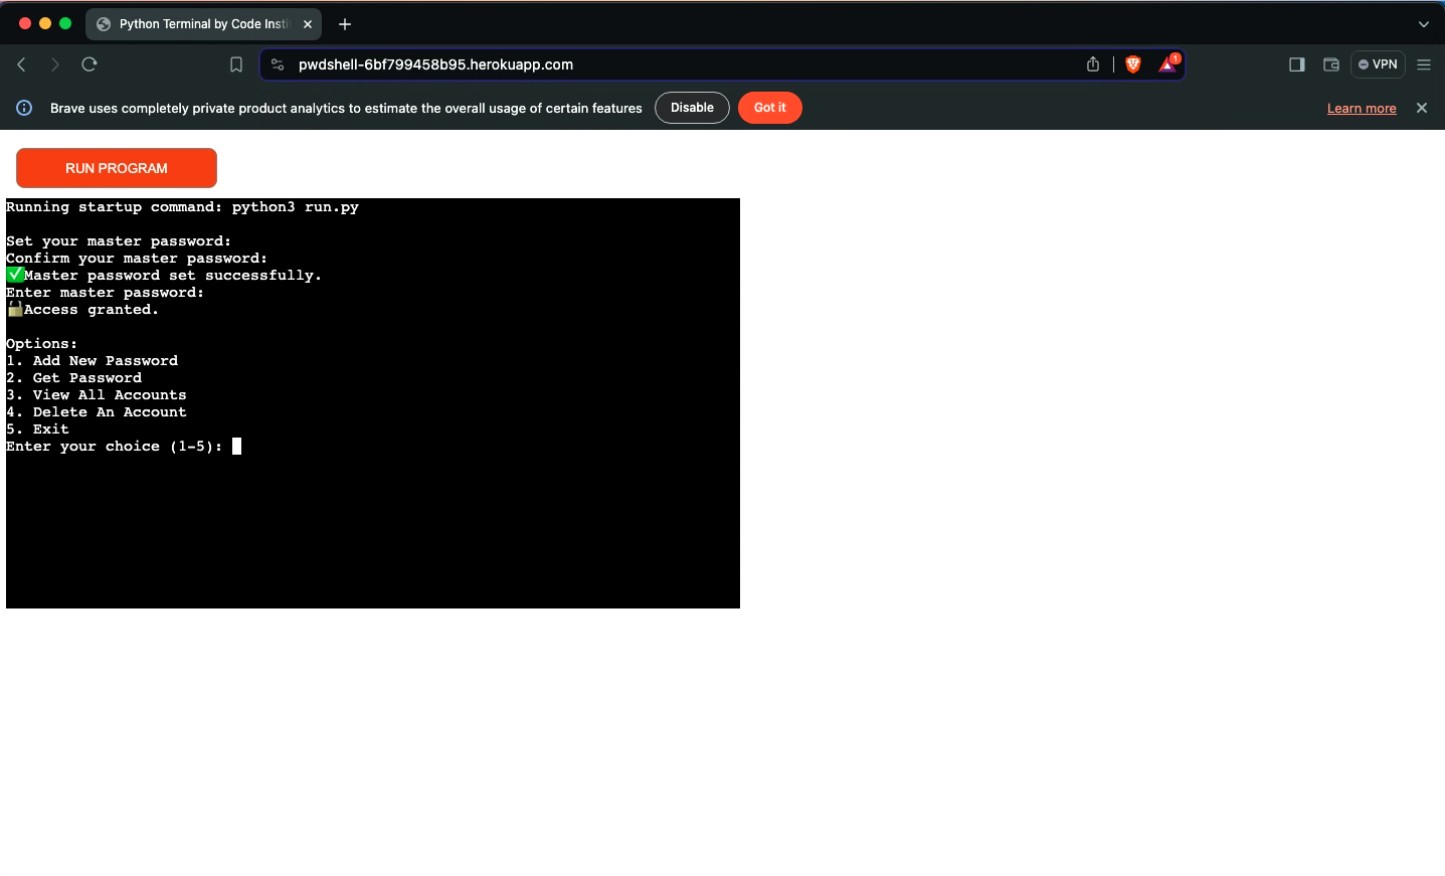 Python Terminal by Code Insti
pwdshell-6bf799458b95.herokuapp.com
1
VPN
Brave uses completely private product analytics to estimate the overall usage of certain features
Disable
Got it
Learn more
RUN PROGRAM
Running startup command: python3 run.py
Set your master password:
Confirm your master password:
✅Master password set successfully.
Enter master password:
🔓Access granted.
Options:
1. Add New Password
2. Get Password
3. View All Accounts
4. Delete An Account
5. Exit
Enter your choice (1-5):